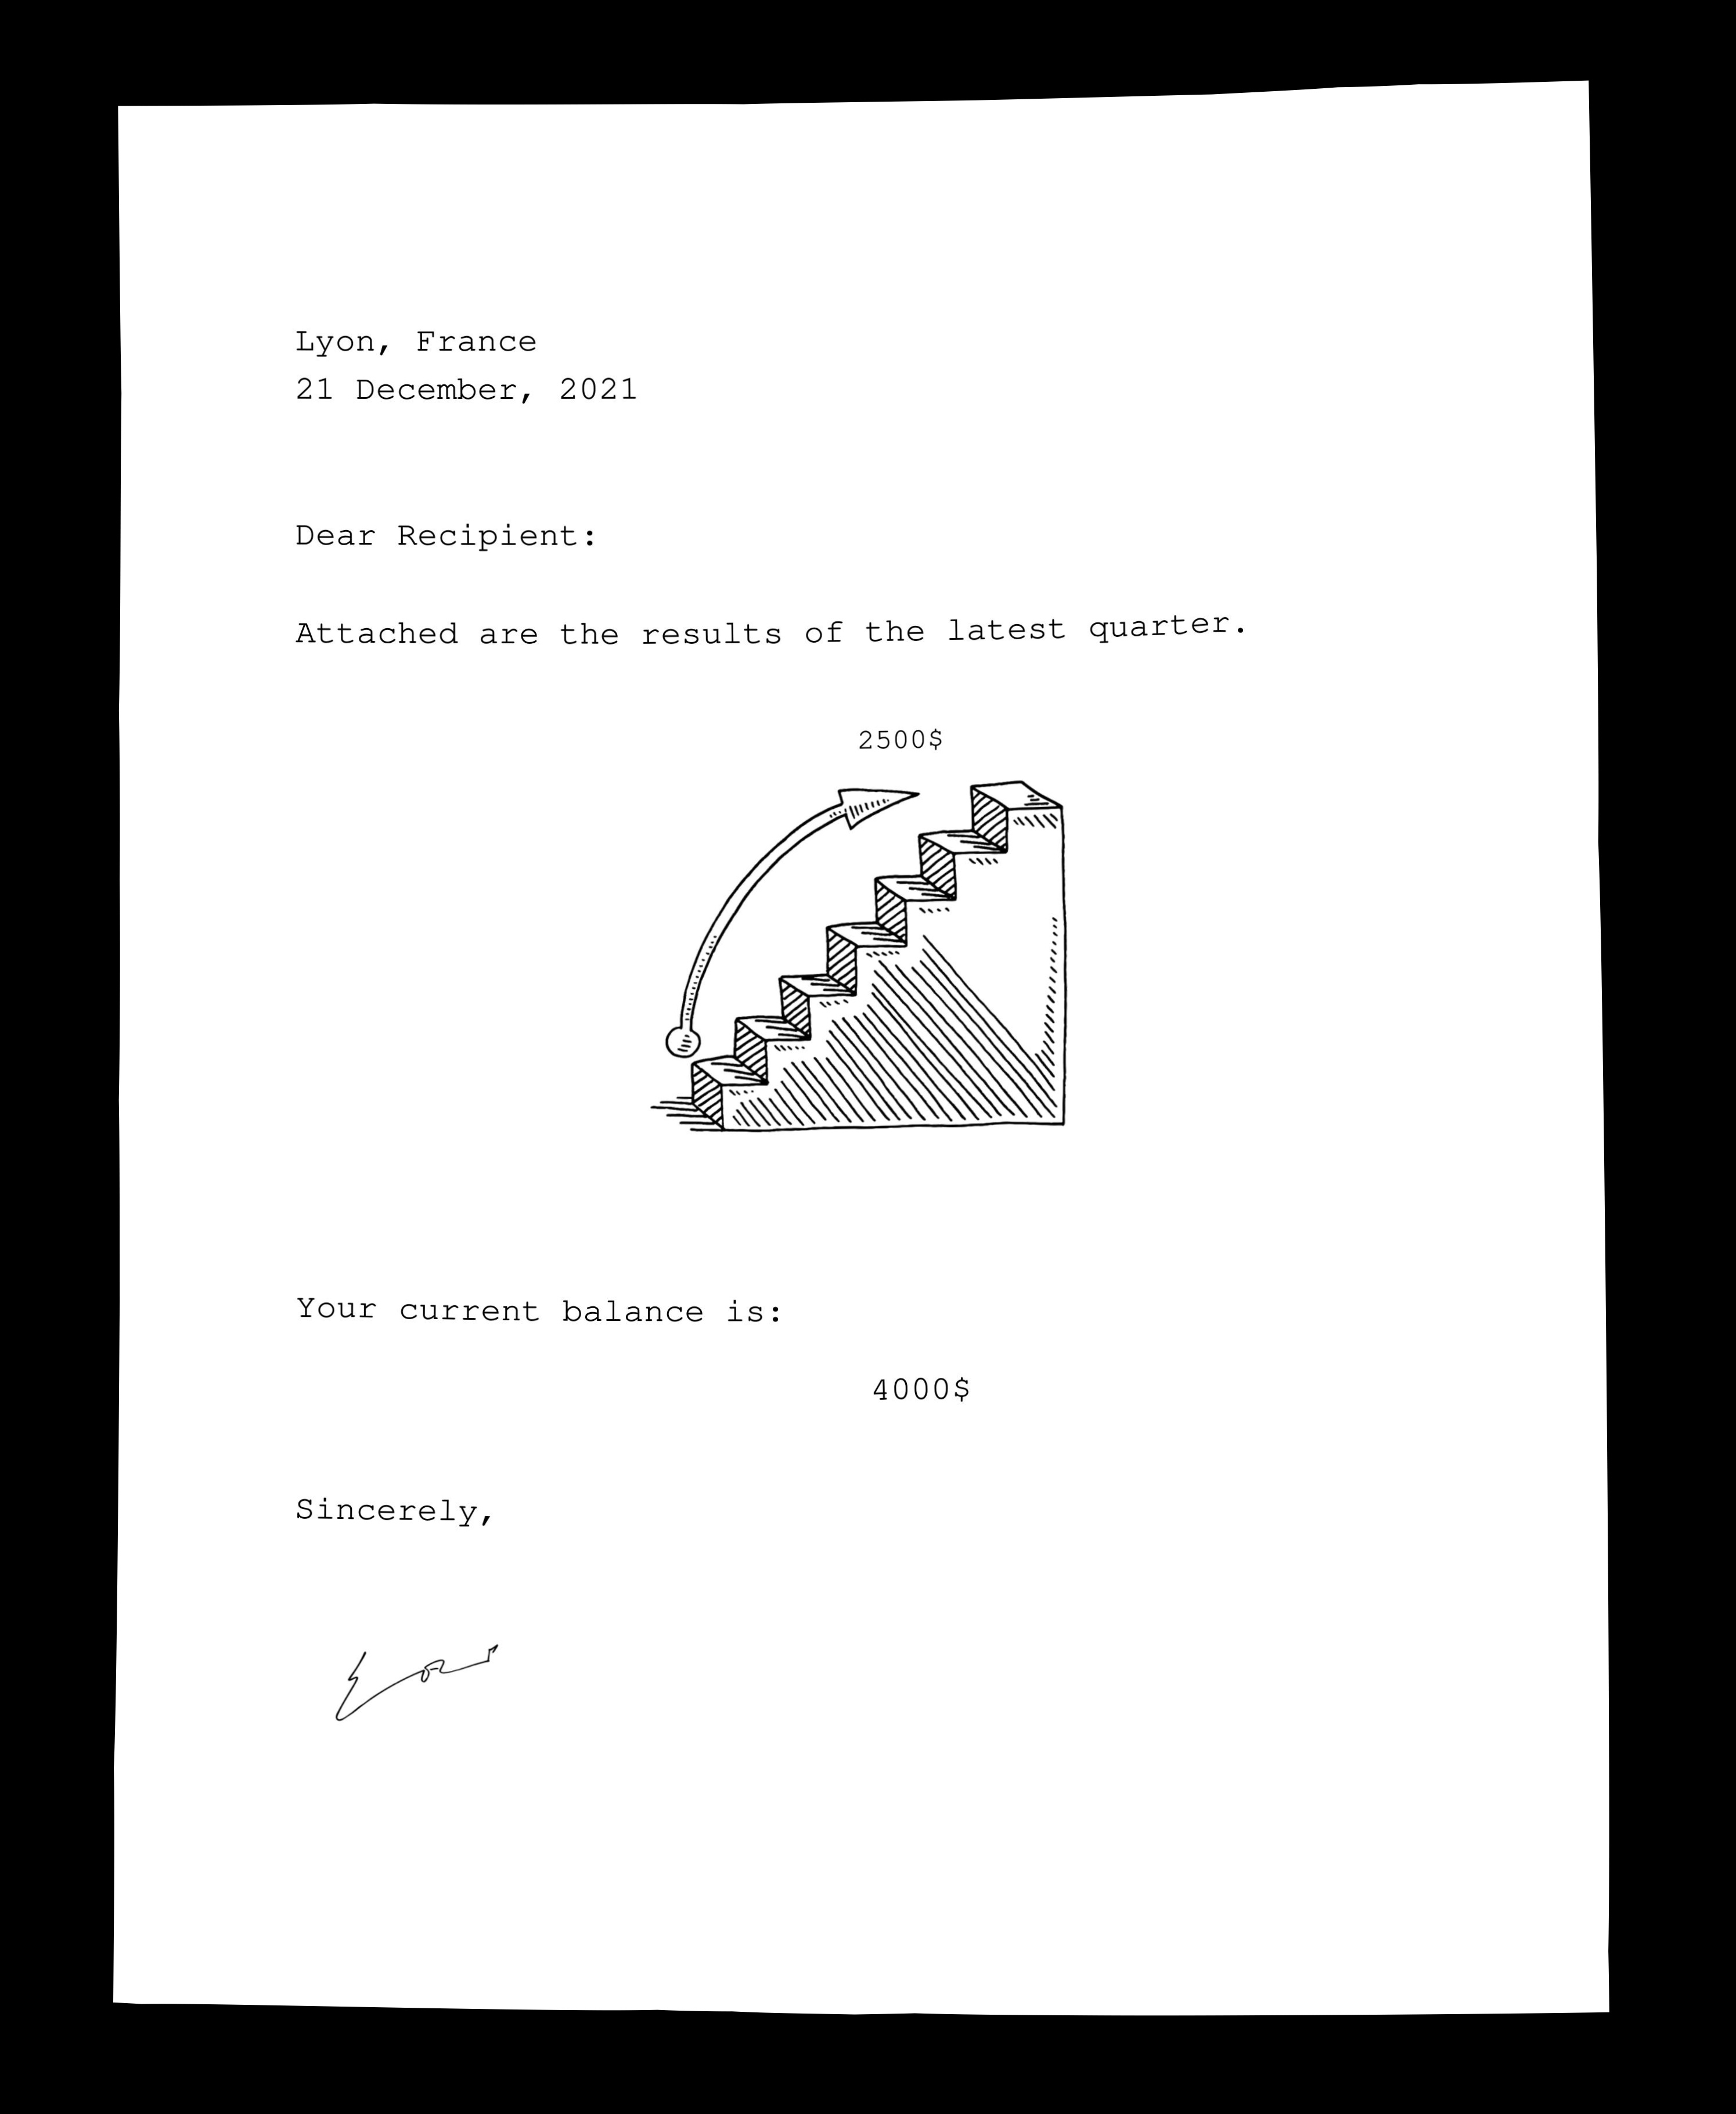 Lyon, France
21 December, 2021
Dear Recipient:
Attached are the results of the latest quarter.
2500$
Your current balance is:
4000$
Sincerely,